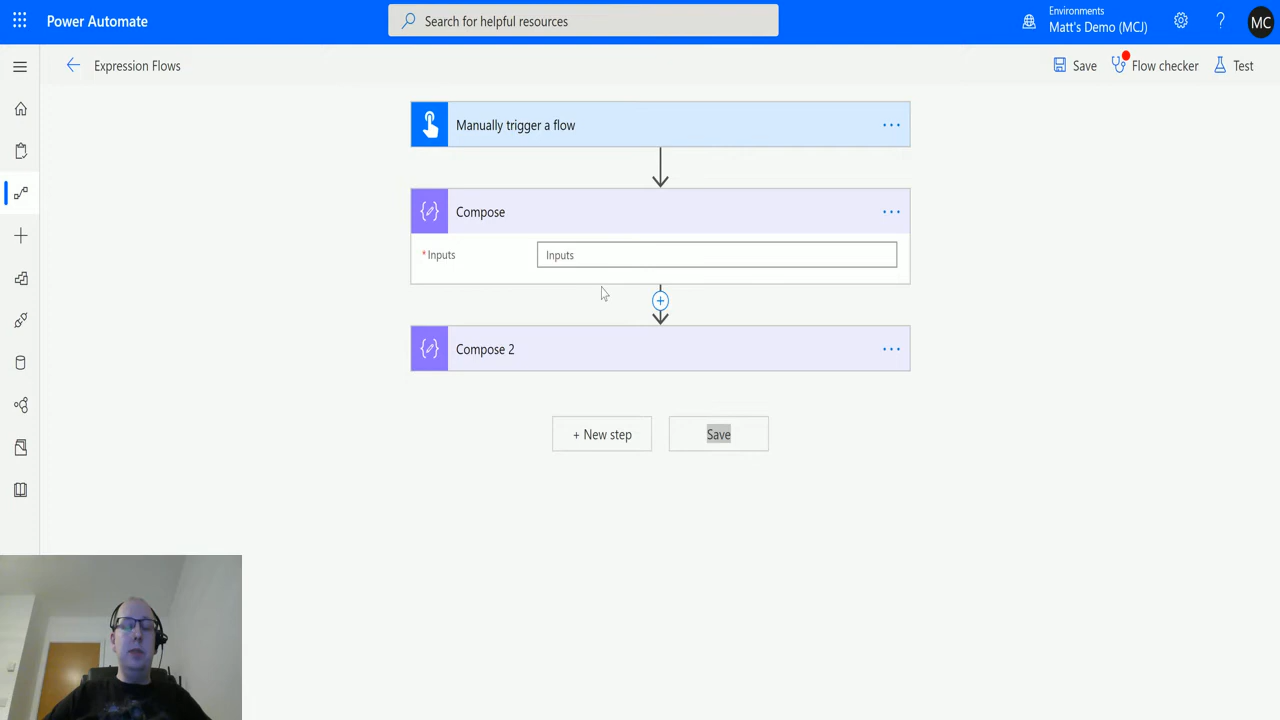 Power Automate
Search for helpful resources
Environments
Matt's Demo (MCJ)
?
MC
Expression Flows
Save
Flow checker
Test
Manually trigger a flow
...
Compose
...
* Inputs
Inputs
+
Compose 2
...
+ New step
Save